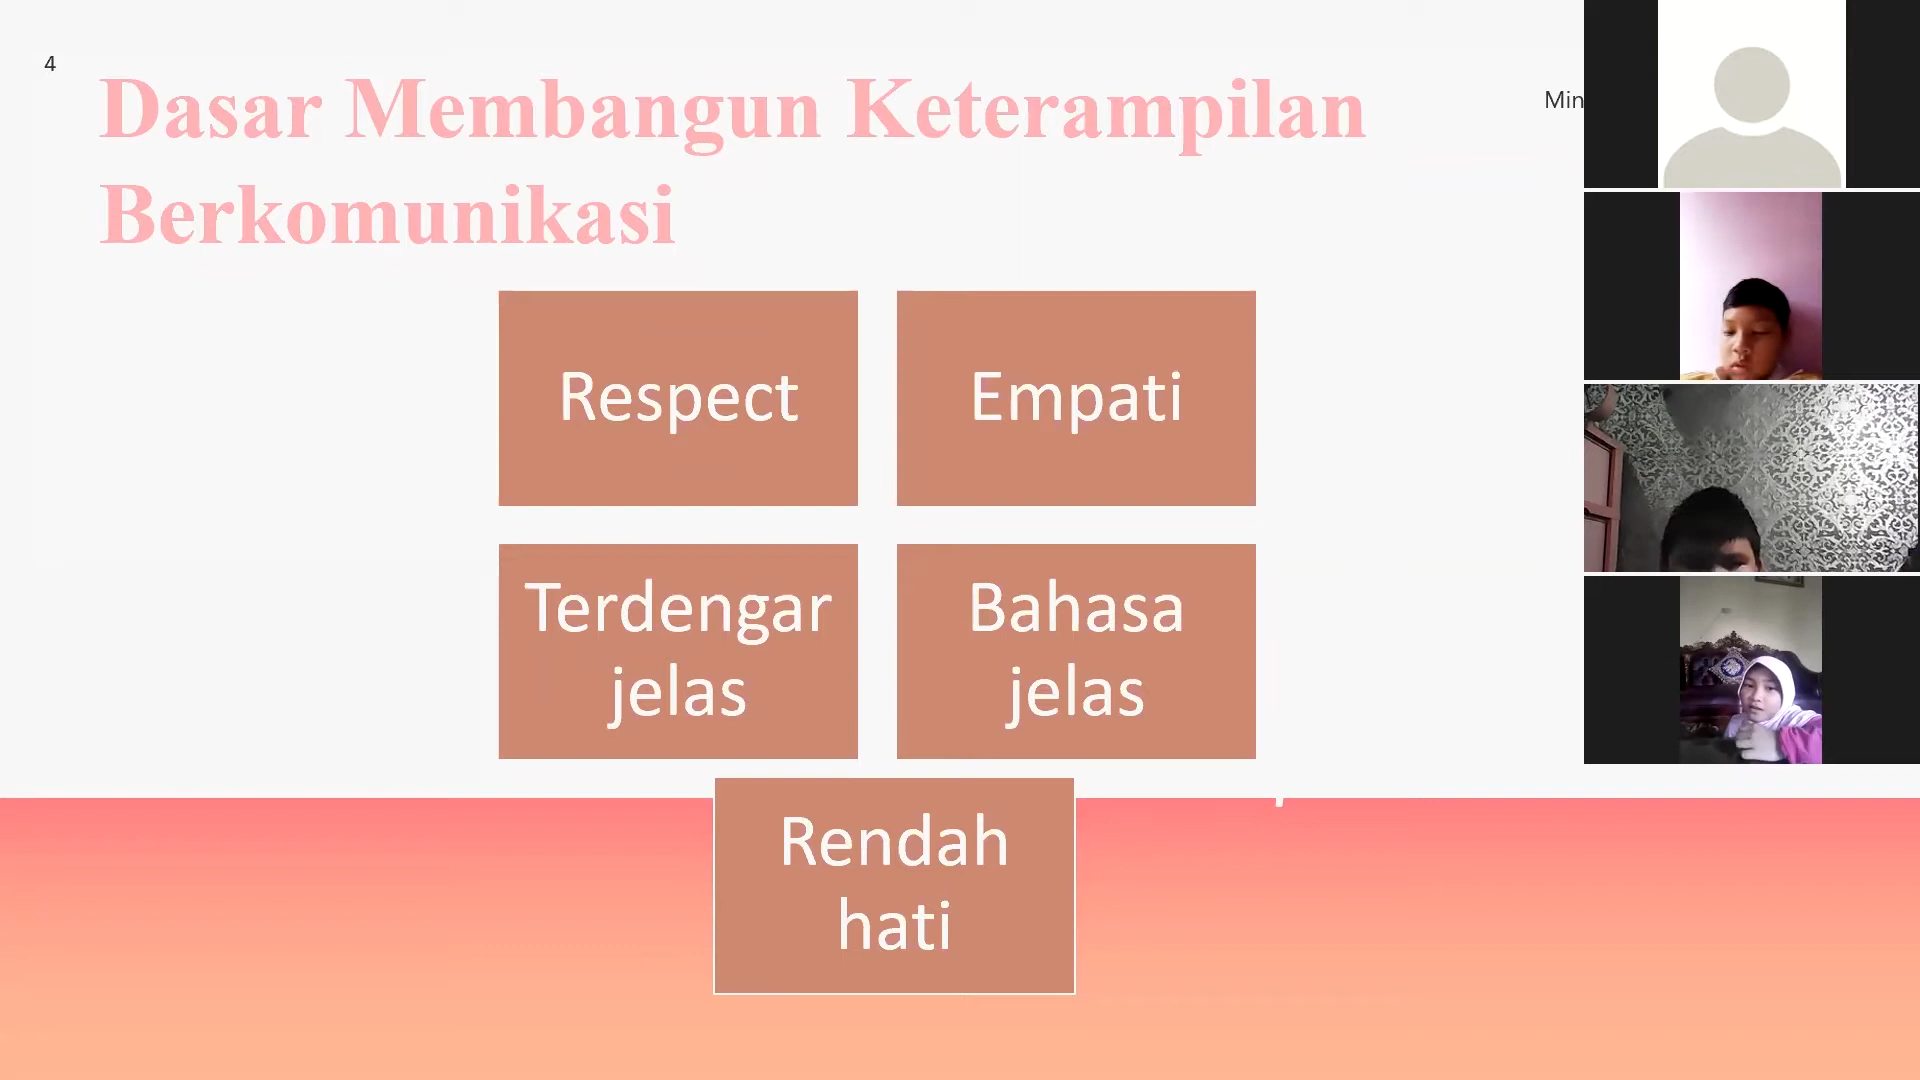 4
Dasar Membangun Keterampilan
Berkomunikasi
Min
Respect
Empati
Terdengar
jelas
Bahasa
jelas
Rendah
hati